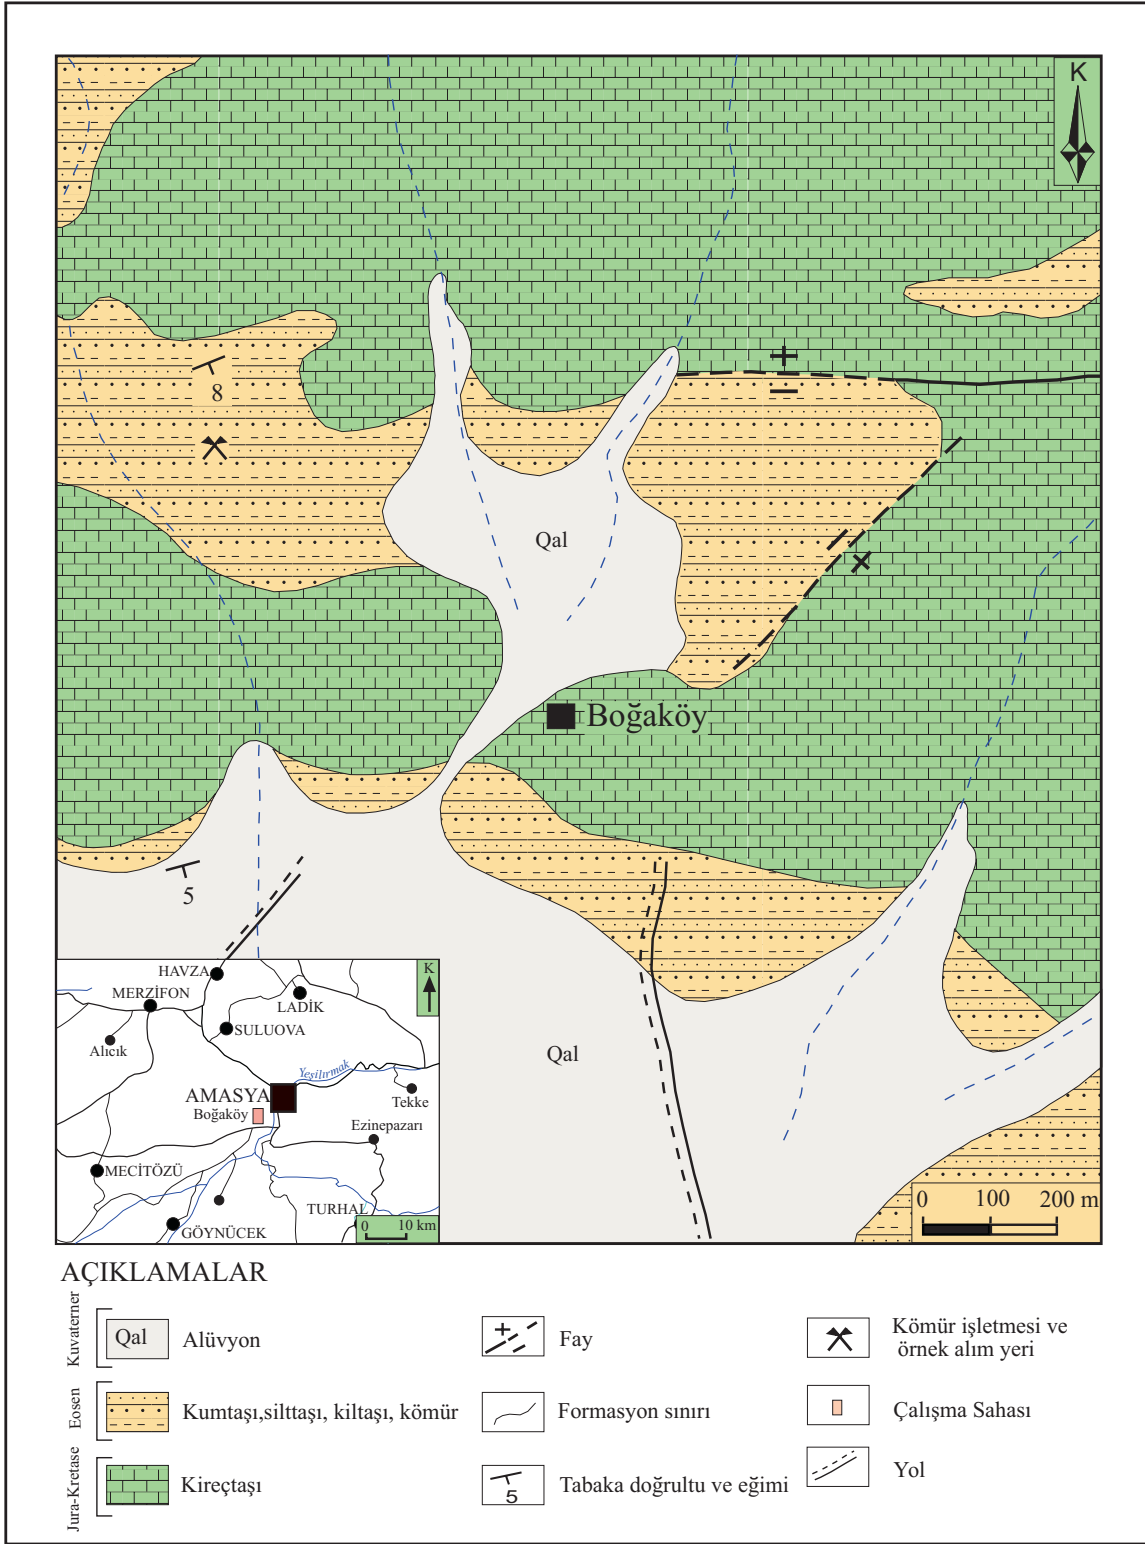 K
+
–
8
Qal
Boğaköy
5
Qal
K
HAVZA
MERZİFON
LADİK
SULUOVA
Alıcık
Yeşilırmak
AMASYA
Boğaköy
Tekke
Ezinepazarı
MECİTÖZÜ
TURHAL
GÖYNÜCEK
0 10 km
0 100 200 m
AÇIKLAMALAR
Kuvaterner
Qal Alüvyon
Eosen
Kumtaşı,silttaşı, kiltaşı, kömür
Jura-Kretase
Kireçtaşı
+
Fay
Formasyon sınırı
5
Tabaka doğrultu ve eğimi
Kömür işletmesi ve
örnek alım yeri
Çalışma Sahası
Yol